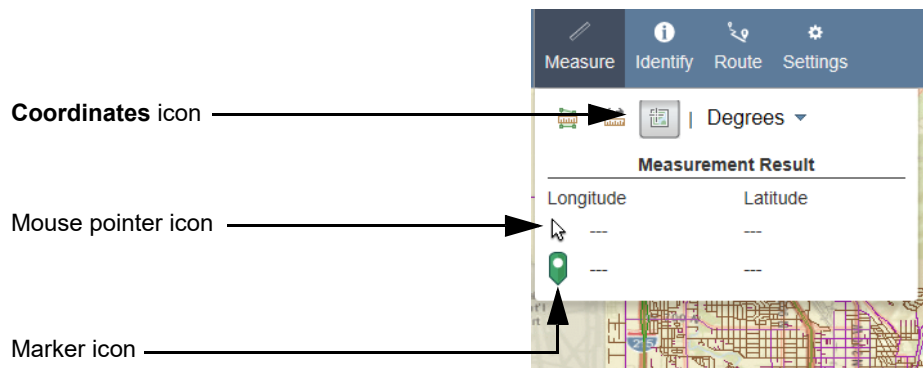 Measure Identify Route Settings
Coordinates icon
| Degrees
Measurement Result
Longitude Latitude
Mouse pointer icon
--- ---
--- ---
Marker icon